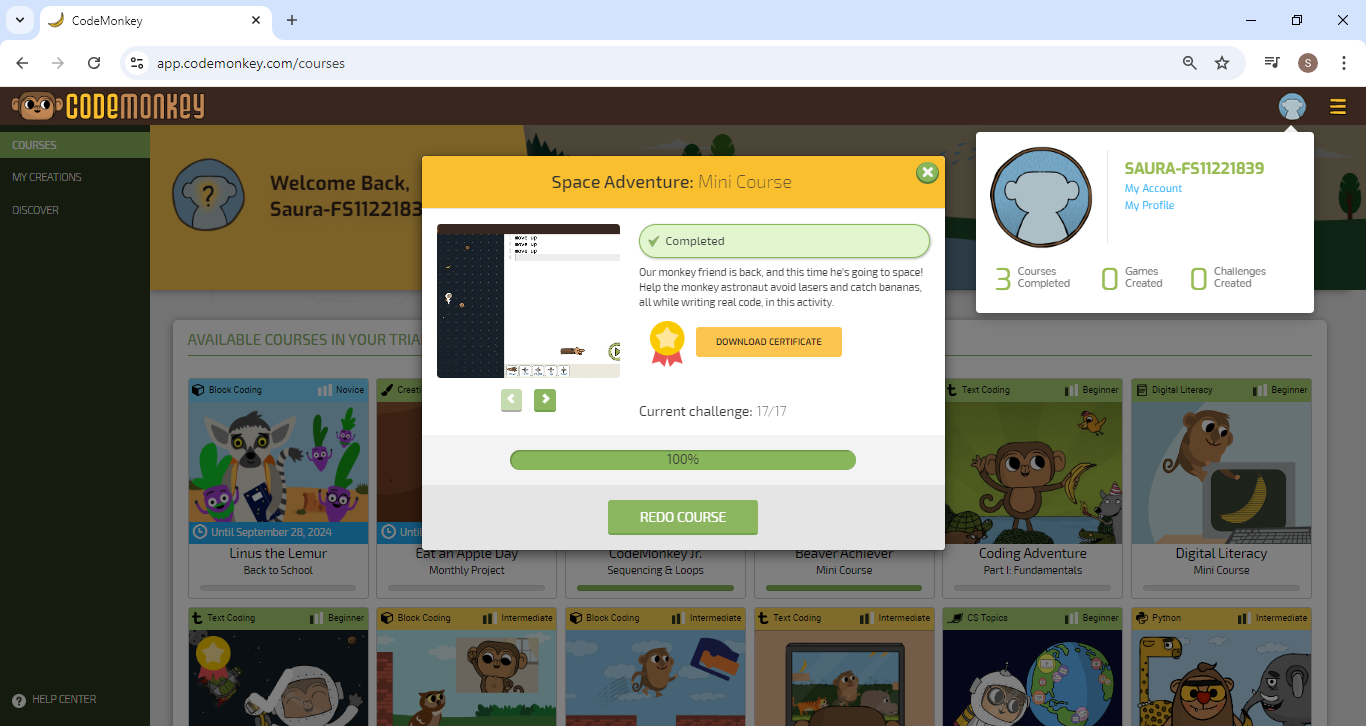 CodeMonkey
app.codemonkey.com/courses
S
CODEMONKEY
COURSES
MY CREATIONS
DISCOVER
HELP CENTER
Welcome Back,
Saura-FS1122183
SAURA-FS11221839
My Account
My Profile
3 Courses Completed
0 Games Created
0 Challenges Created
Space Adventure: Mini Course
move up
move up
move up
Completed
Our monkey friend is back, and this time he's going to space!
Help the monkey astronaut avoid lasers and catch bananas,
all while writing real code, in this activity.
DOWNLOAD CERTIFICATE
Current challenge: 17/17
100%
REDO COURSE
AVAILABLE COURSES IN YOUR TRIA
Block Coding Novice
Until September 28, 2024
Linus the Lemur
Back to School
Creati
Until
Eat an Apple Day
Monthly Project
CodeMonkey Jr.
Sequencing & Loops
Beaver Achiever
Mini Course
Text Coding Beginner
Coding Adventure
Part I: Fundamentals
Digital Literacy Beginner
Digital Literacy
Mini Course
Text Coding Beginner
Block Coding Intermediate
Block Coding Intermediate
Text Coding Intermediate
CS Topics Beginner
Python Intermediate